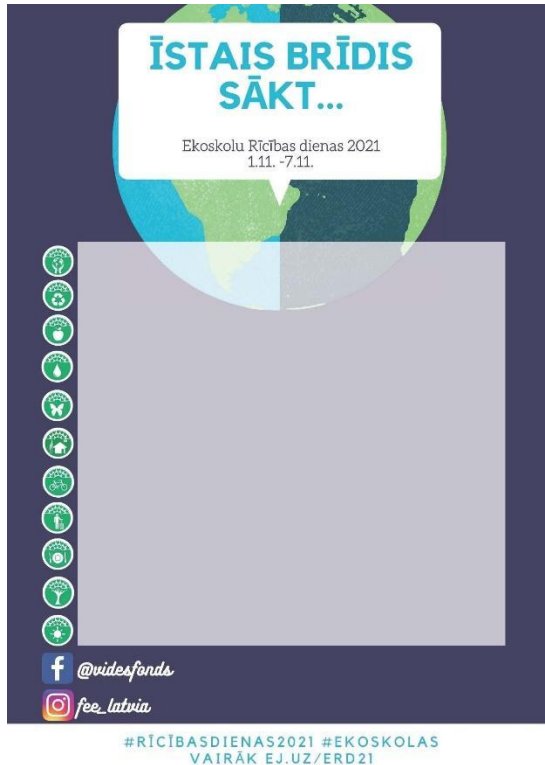 ĪSTAIS BRĪDIS
SĀKT...
Ekoskolu Rīcības dienas 2021
1.11. -7.11.
@videsfonds
fee_latvia
#RĪCĪBASDIENAS2021 #EKOSKOLAS
VAIRĀK EJ.UZ/ERD21